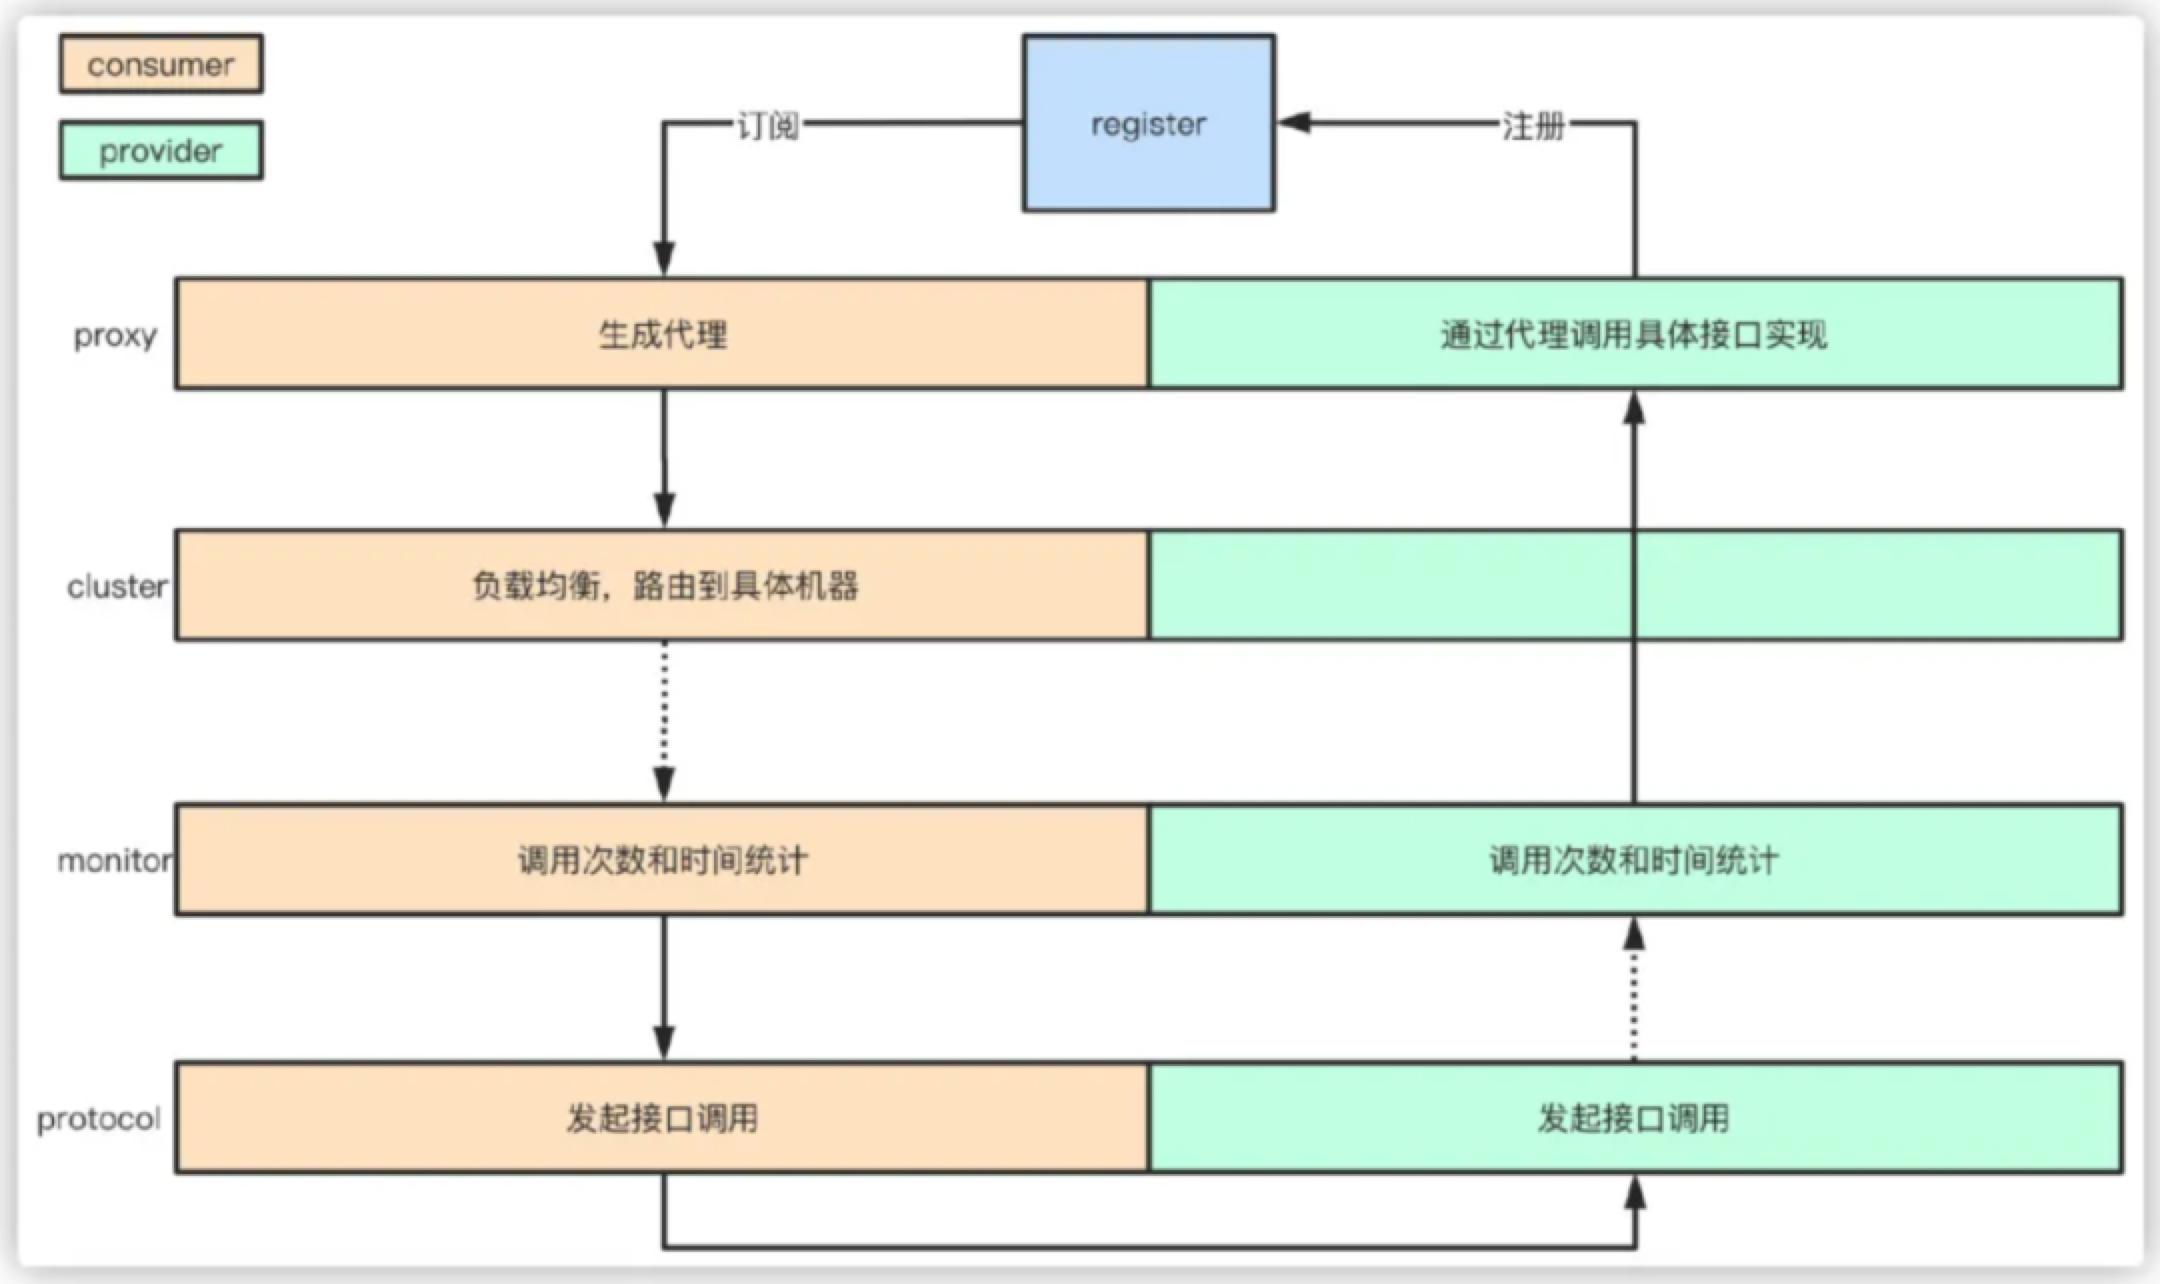 consumer
provider
register
订阅
注册
proxy
生成代理
通过代理调用具体接口实现
cluster
负载均衡，路由到具体机器
monitor
调用次数和时间统计
调用次数和时间统计
protocol
发起接口调用
发起接口调用